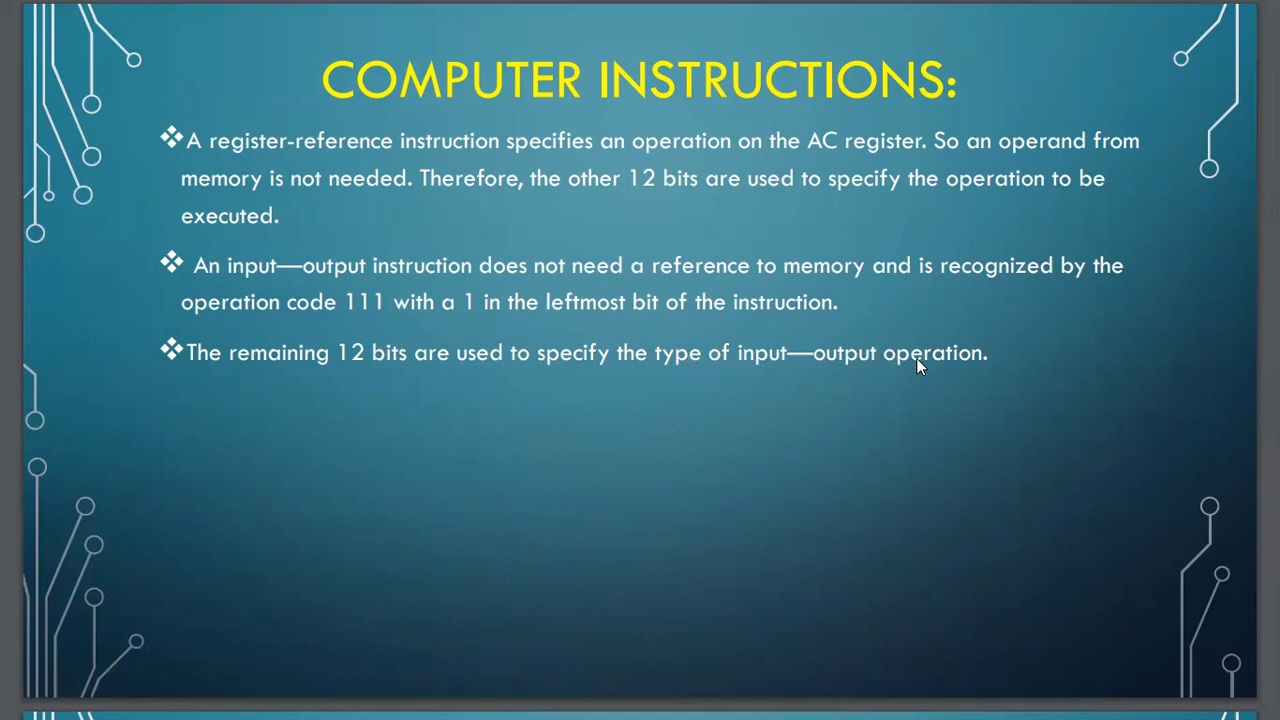 COMPUTER INSTRUCTIONS:
❖A register-reference instruction specifies an operation on the AC register. So an operand from
memory is not needed. Therefore, the other 12 bits are used to specify the operation to be
executed.
❖ An input—output instruction does not need a reference to memory and is recognized by the
operation code 111 with a 1 in the leftmost bit of the instruction.
❖The remaining 12 bits are used to specify the type of input—output operation.